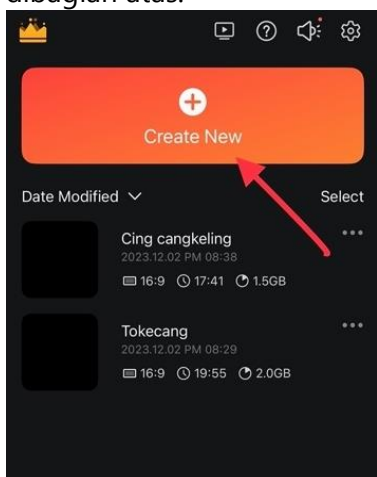 dibagian atas.
Create New
Date Modified Select
Cing cangkeling
2023.12.02 PM 08:38
16:9 17:41 1.5GB
Tokecang
2023.12.02 PM 08:29
16:9 19:55 2.0GB